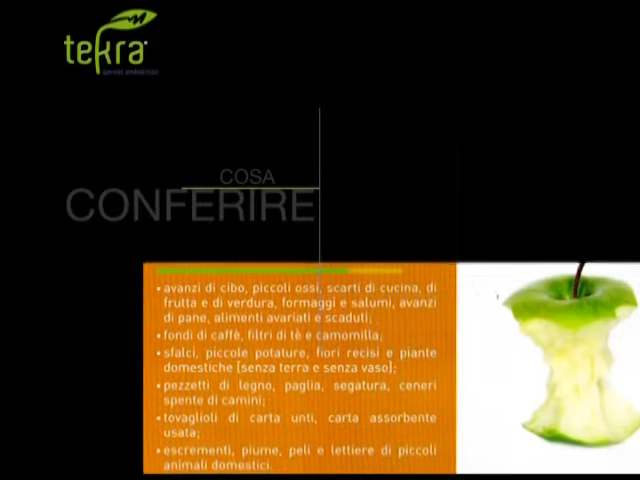 tekra
servizi ambientali
COSA
CONFERIRE
• avanzi di cibo, piccoli ossi, scarti di cucina, di
frutta e di verdura, formaggi e salumi, avanzi
di pane, alimenti avariati e scaduti;
• fondi di caffè, filtri di tè e camomilla;
• sfalci, piccole potature, fiori recisi e piante
domestiche [senza terra e senza vaso];
• pezzetti di legno, paglia, segatura, ceneri
spente di camini;
• tovaglioli di carta unti, carta assorbente
usata;
• escrementi, piume, peli e lettiere di piccoli
animali domestici.